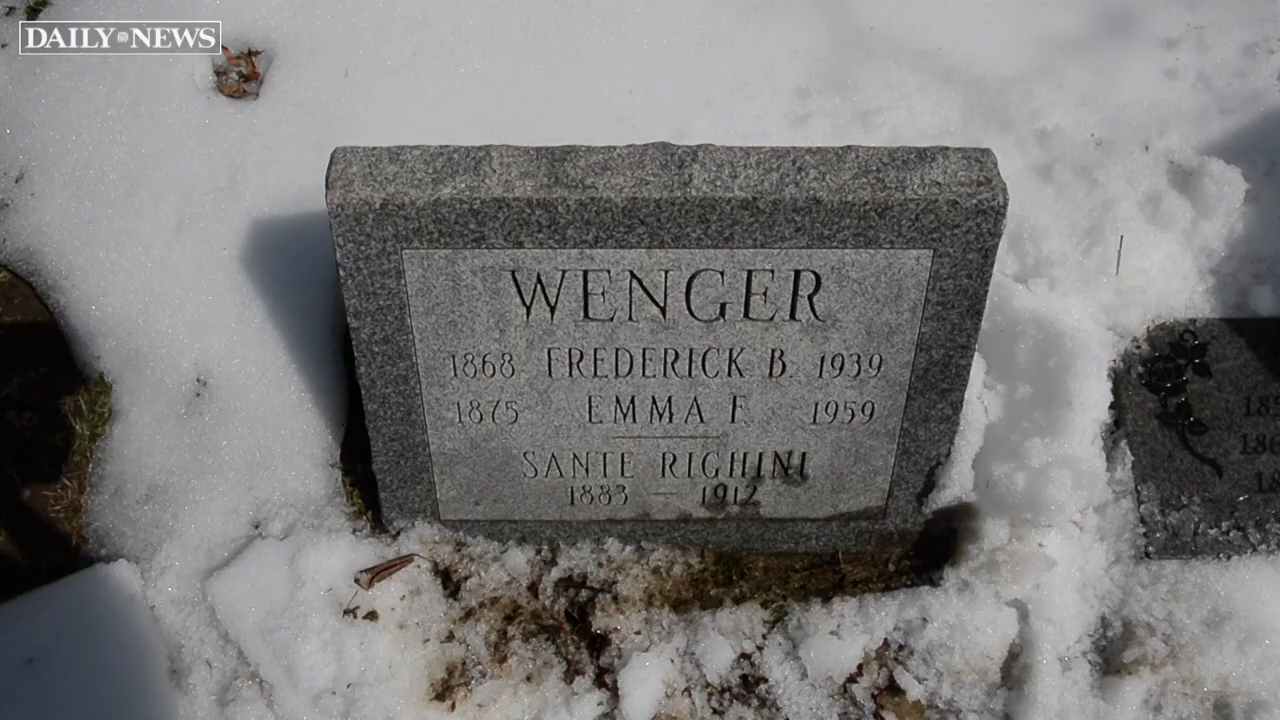 DAILY NEWS
WENGER
1868 FREDERICK B. 1939
1875 EMMA F. 1959
SANTE RIGHINI
1883 — 1912